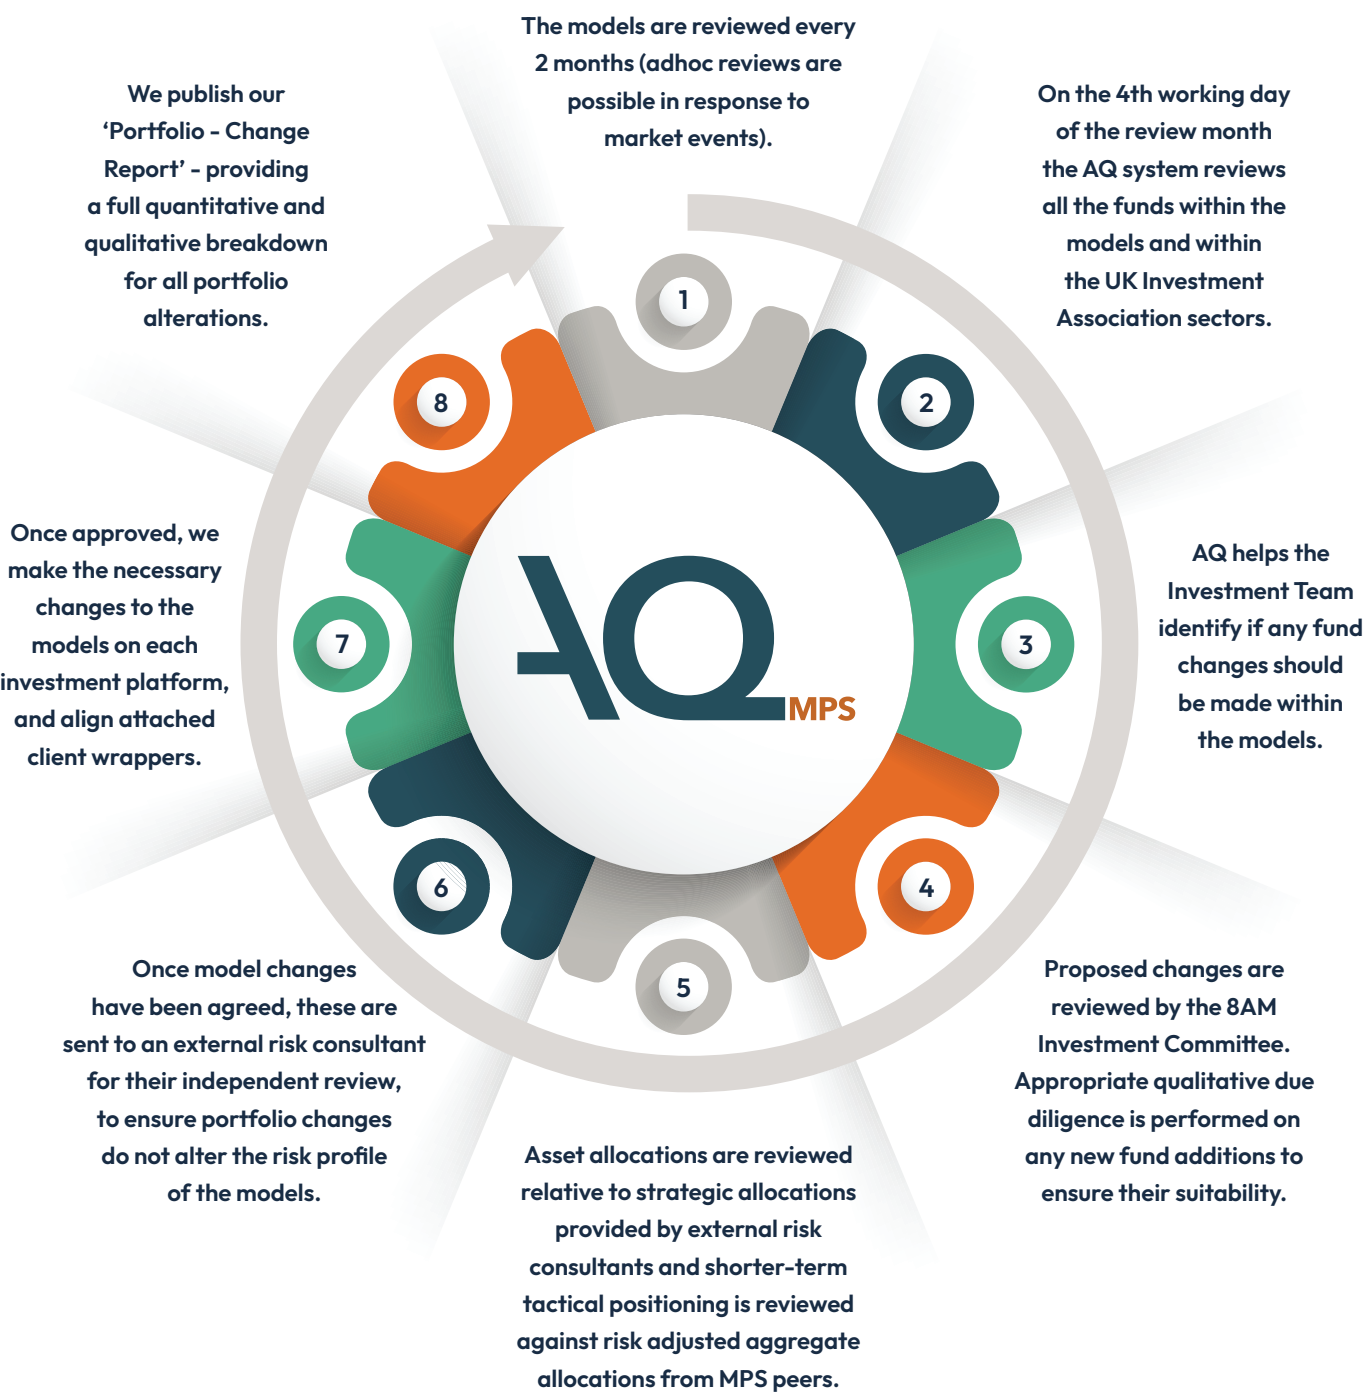 The models are reviewed every
2 months (adhoc reviews are
possible in response to
market events).
1
On the 4th working day
of the review month
the AQ system reviews
all the funds within the
models and within
the UK Investment
Association sectors.
2
AQ helps the
Investment Team
identify if any fund
changes should
be made within
the models.
3
Proposed changes are
reviewed by the 8AM
Investment Committee.
Appropriate qualitative due
diligence is performed on
any new fund additions to
ensure their suitability.
4
Asset allocations are reviewed
relative to strategic allocations
provided by external risk
consultants and shorter-term
tactical positioning is reviewed
against risk adjusted aggregate
allocations from MPS peers.
5
Once model changes
have been agreed, these are
sent to an external risk consultant
for their independent review,
to ensure portfolio changes
do not alter the risk profile
of the models.
6
Once approved, we
make the necessary
changes to the
models on each
investment platform,
and align attached
client wrappers.
7
We publish our
‘Portfolio - Change
Report’ - providing
a full quantitative and
qualitative breakdown
for all portfolio
alterations.
8
AQ MPS